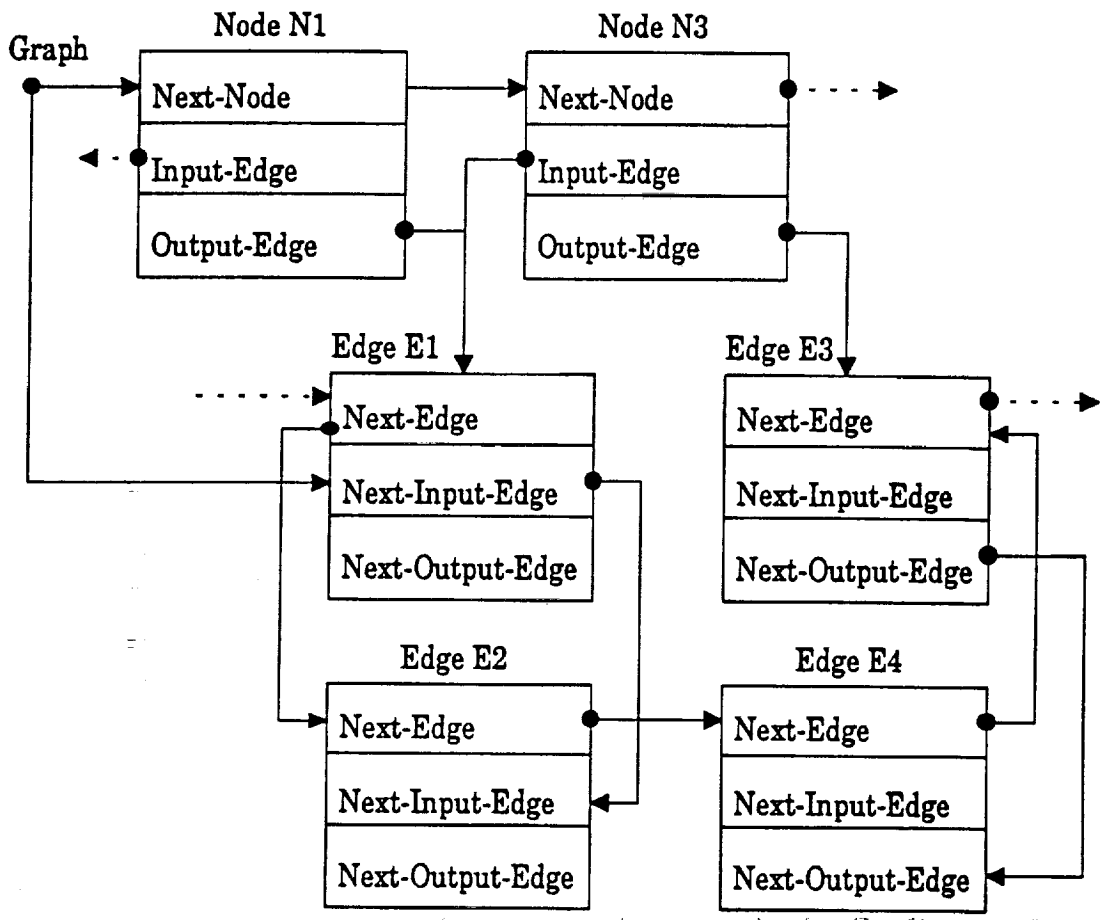 Graph
Node N1
Next-Node
Input-Edge
Output-Edge
Node N3
Next-Node
Input-Edge
Output-Edge
Edge E1
Next-Edge
Next-Input-Edge
Next-Output-Edge
Edge E3
Next-Edge
Next-Input-Edge
Next-Output-Edge
Edge E2
Next-Edge
Next-Input-Edge
Next-Output-Edge
Edge E4
Next-Edge
Next-Input-Edge
Next-Output-Edge